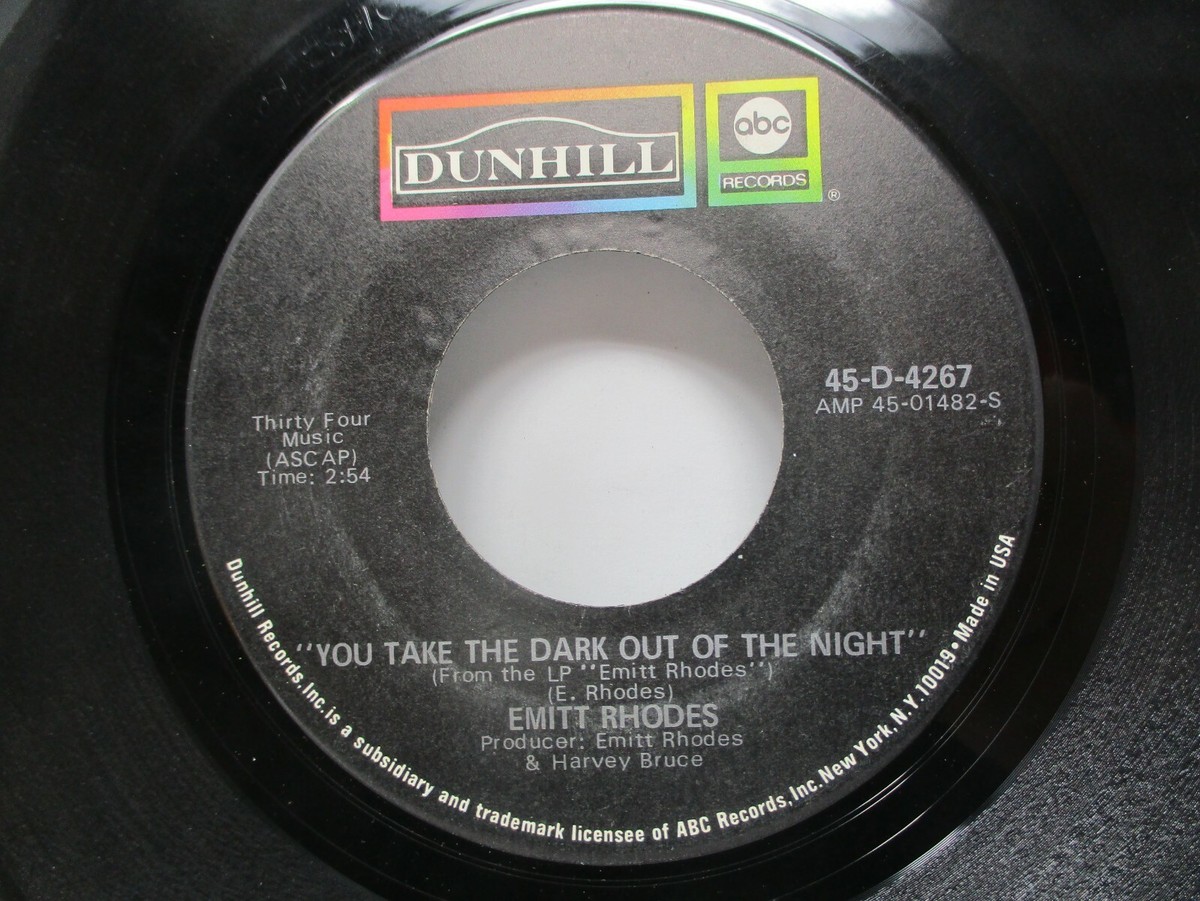 DUNHILL
abc
RECORDS
®
45-D-4267
AMP 45-01482-S
Thirty Four
Music
(ASCAP)
Time: 2:54
"YOU TAKE THE DARK OUT OF THE NIGHT"
(From the LP "Emitt Rhodes")
(E. Rhodes)
EMITT RHODES
Producer: Emitt Rhodes
& Harvey Bruce
Dunhill Records, Inc. is a subsidiary and trademark licensee of ABC Records, Inc. New York, N.Y. 10019 • Made in USA